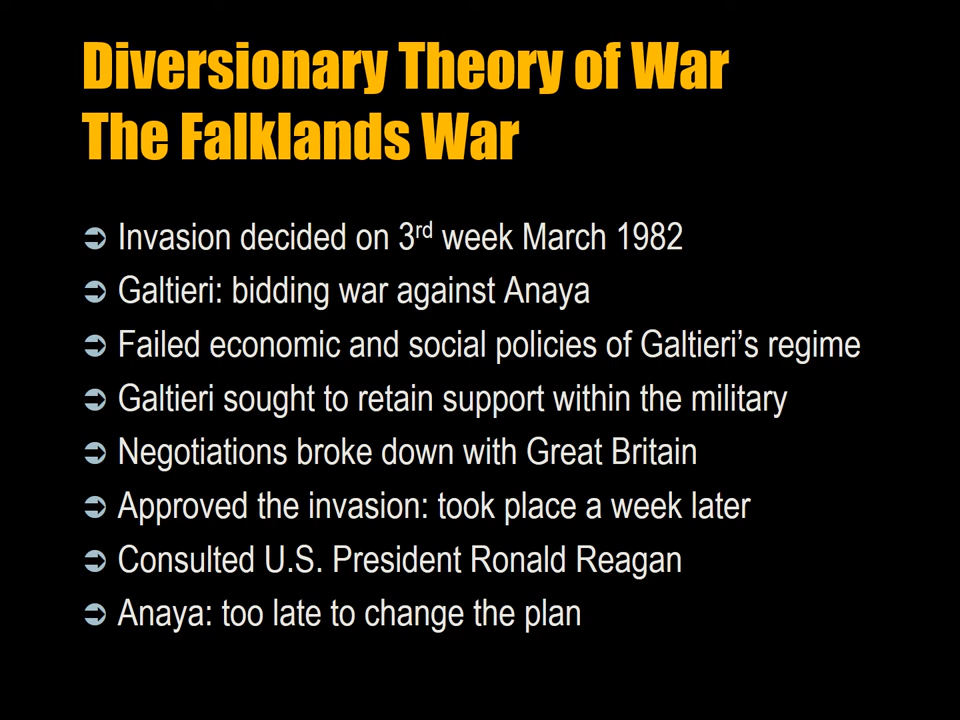 Diversionary Theory of War
The Falklands War
➲ Invasion decided on 3rd week March 1982
➲ Galtieri: bidding war against Anaya
➲ Failed economic and social policies of Galtieri’s regime
➲ Galtieri sought to retain support within the military
➲ Negotiations broke down with Great Britain
➲ Approved the invasion: took place a week later
➲ Consulted U.S. President Ronald Reagan
➲ Anaya: too late to change the plan